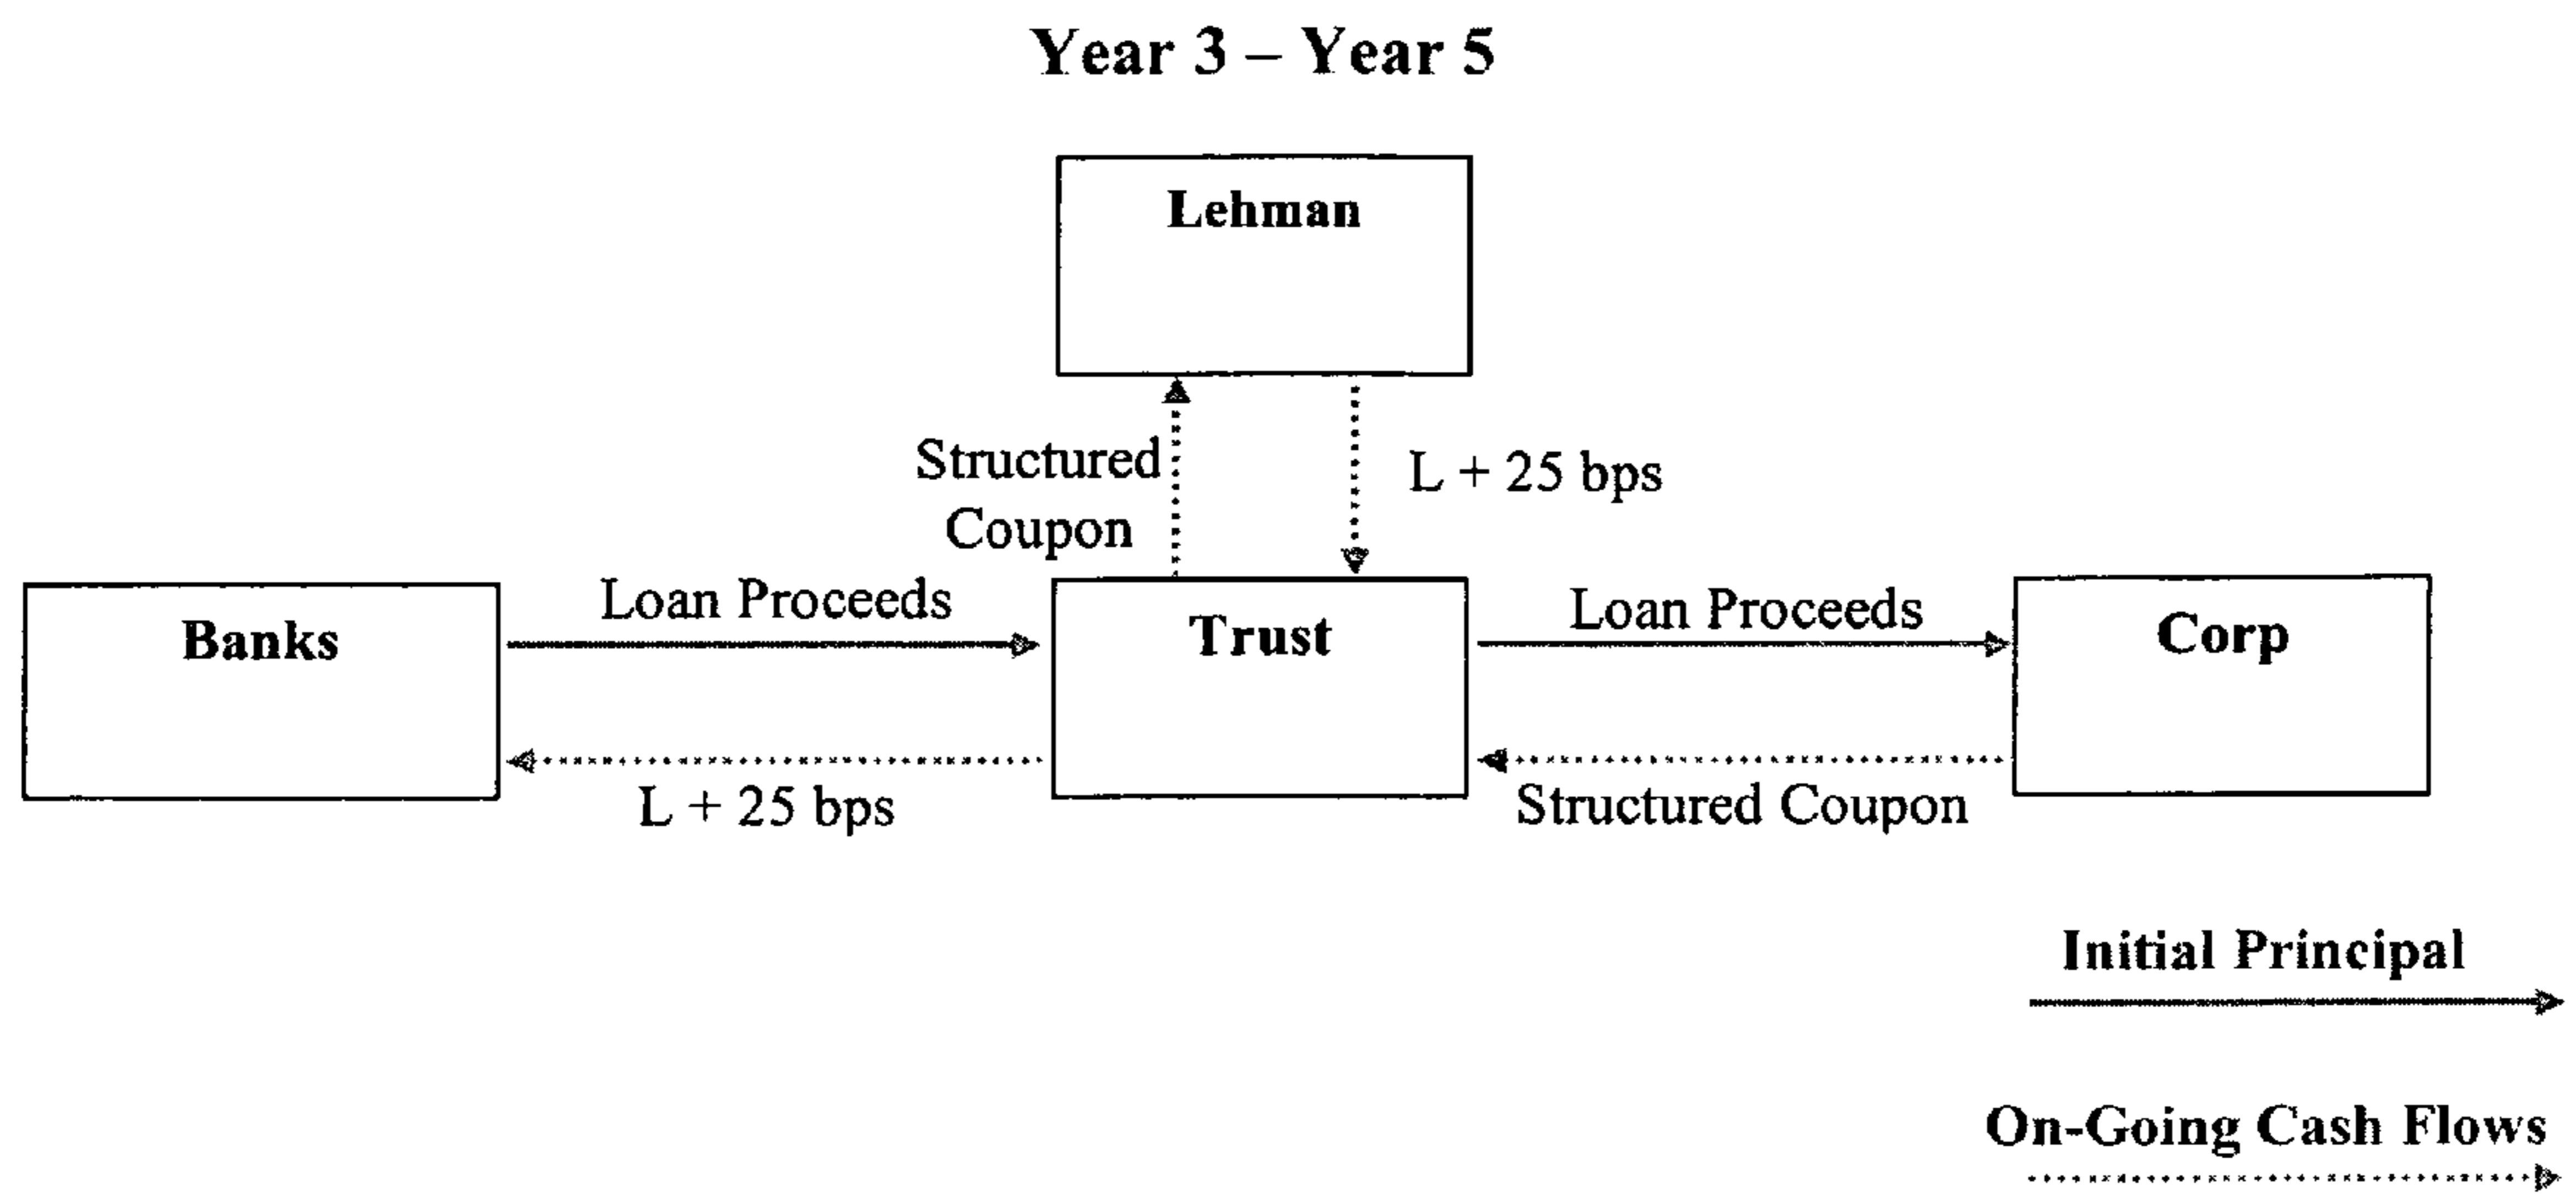 Year 3 – Year 5
Lehman
Structured
Coupon
L + 25 bps
Banks
Loan Proceeds
Trust
Loan Proceeds
Corp
L + 25 bps
Structured Coupon
Initial Principal
On-Going Cash Flows